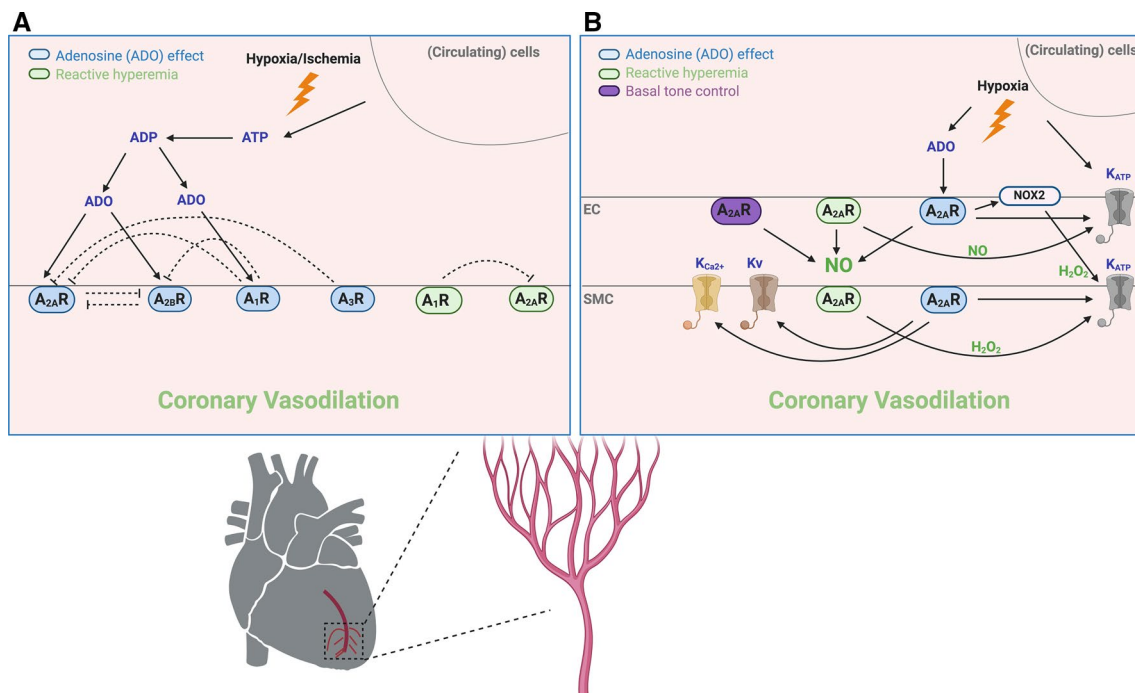 A
Adenosine (ADO) effect
Reactive hyperemia
Hypoxia/Ischemia
(Circulating) cells
ADP
ATP
ADO
ADO
A2AR
A2BR
A1R
A3R
A1R
A2AR
Coronary Vasodilation
B
Adenosine (ADO) effect
Reactive hyperemia
Basal tone control
(Circulating) cells
Hypoxia
ADO
KATP
EC
A2AR
A2AR
A2AR
NOX2
NO
NO
H2O2
KCa2+
Kv
KATP
SMC
A2AR
A2AR
H2O2
Coronary Vasodilation